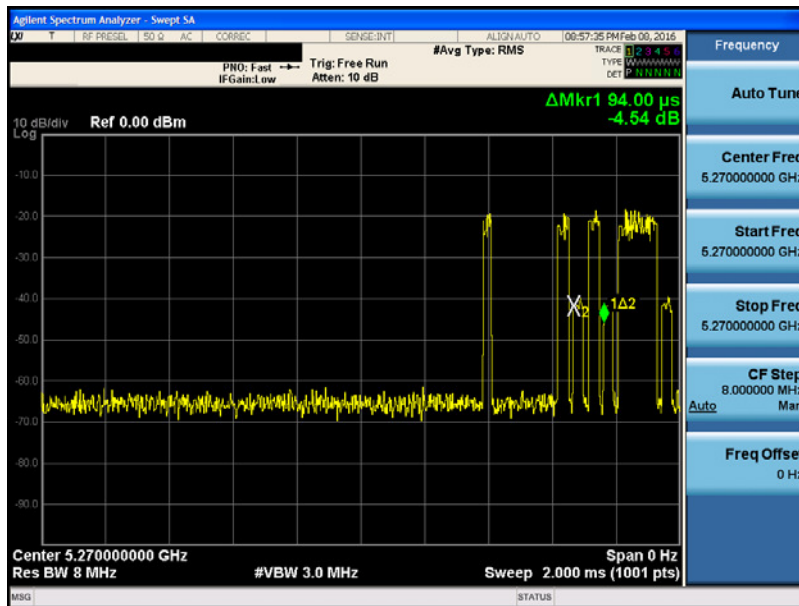 Agilent Spectrum Analyzer - Swept SA
LXI T RF PRESEL 50 Ω AC CORREC SENSE:INT ALIGN AUTO 08:57:35 PM Feb 08, 2016
#Avg Type: RMS
TRACE 1 2 3 4 5 6
TYPE WWWWWW
DET P N N N N N
PNO: Fast Trig: Free Run
IFGain:Low Atten: 10 dB
ΔMkr1 94.00 µs
-4.54 dB
10 dB/div Ref 0.00 dBm
Log
-10.0
-20.0
-30.0
-40.0
-50.0
-60.0
-70.0
-80.0
-90.0
X2
1Δ2
Center 5.270000000 GHz Span 0 Hz
Res BW 8 MHz #VBW 3.0 MHz Sweep 2.000 ms (1001 pts)
MSG STATUS
Frequency
Auto Tune
Center Freq
5.270000000 GHz
Start Freq
5.270000000 GHz
Stop Freq
5.270000000 GHz
CF Step
8.000000 MHz
Auto Man
Freq Offset
0 Hz